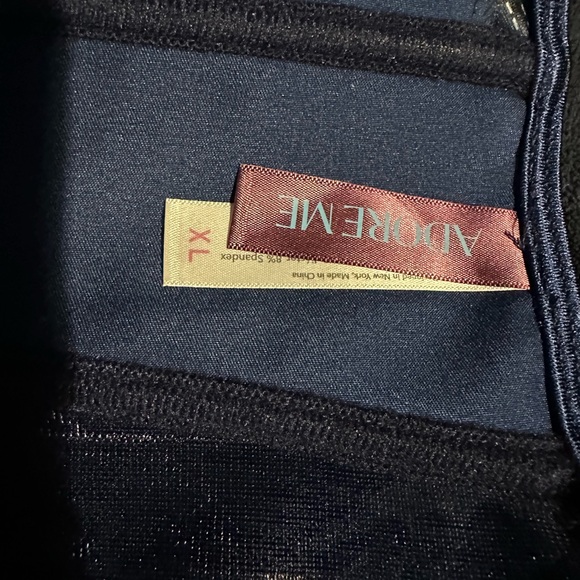 ADORE ME
XL
8% Spandex
in New York, Made in China